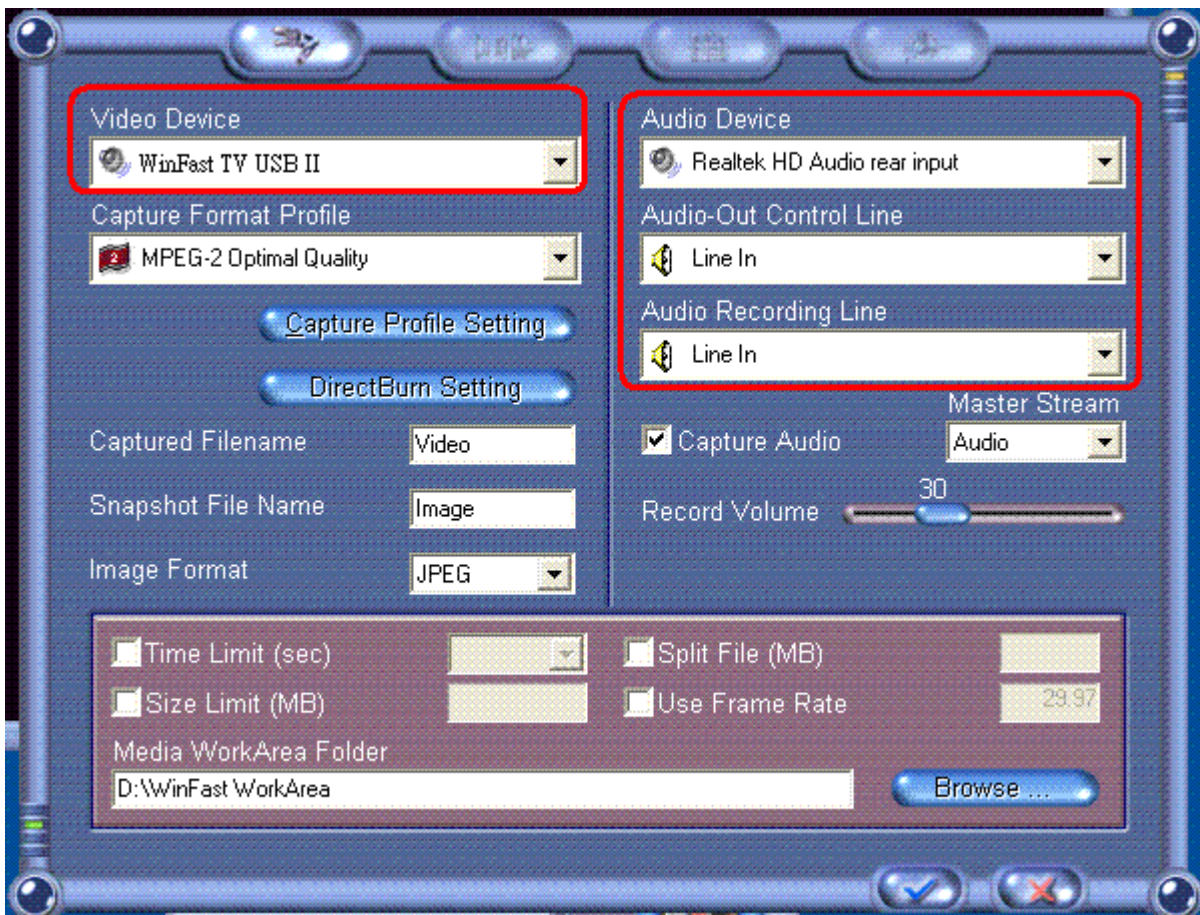 Video Device
WinFast TV USB II
Capture Format Profile
2
MPEG-2 Optimal Quality
Capture Profile Setting
DirectBurn Setting
Captured Filename
Video
Snapshot File Name
Image
Image Format
JPEG
Audio Device
Realtek HD Audio rear input
Audio-Out Control Line
Line In
Audio Recording Line
Line In
Master Stream
Capture Audio
Audio
30
Record Volume
Time Limit (sec)
Split File (MB)
Size Limit (MB)
Use Frame Rate
29.97
Media WorkArea Folder
D:\WinFast WorkArea
Browse ...